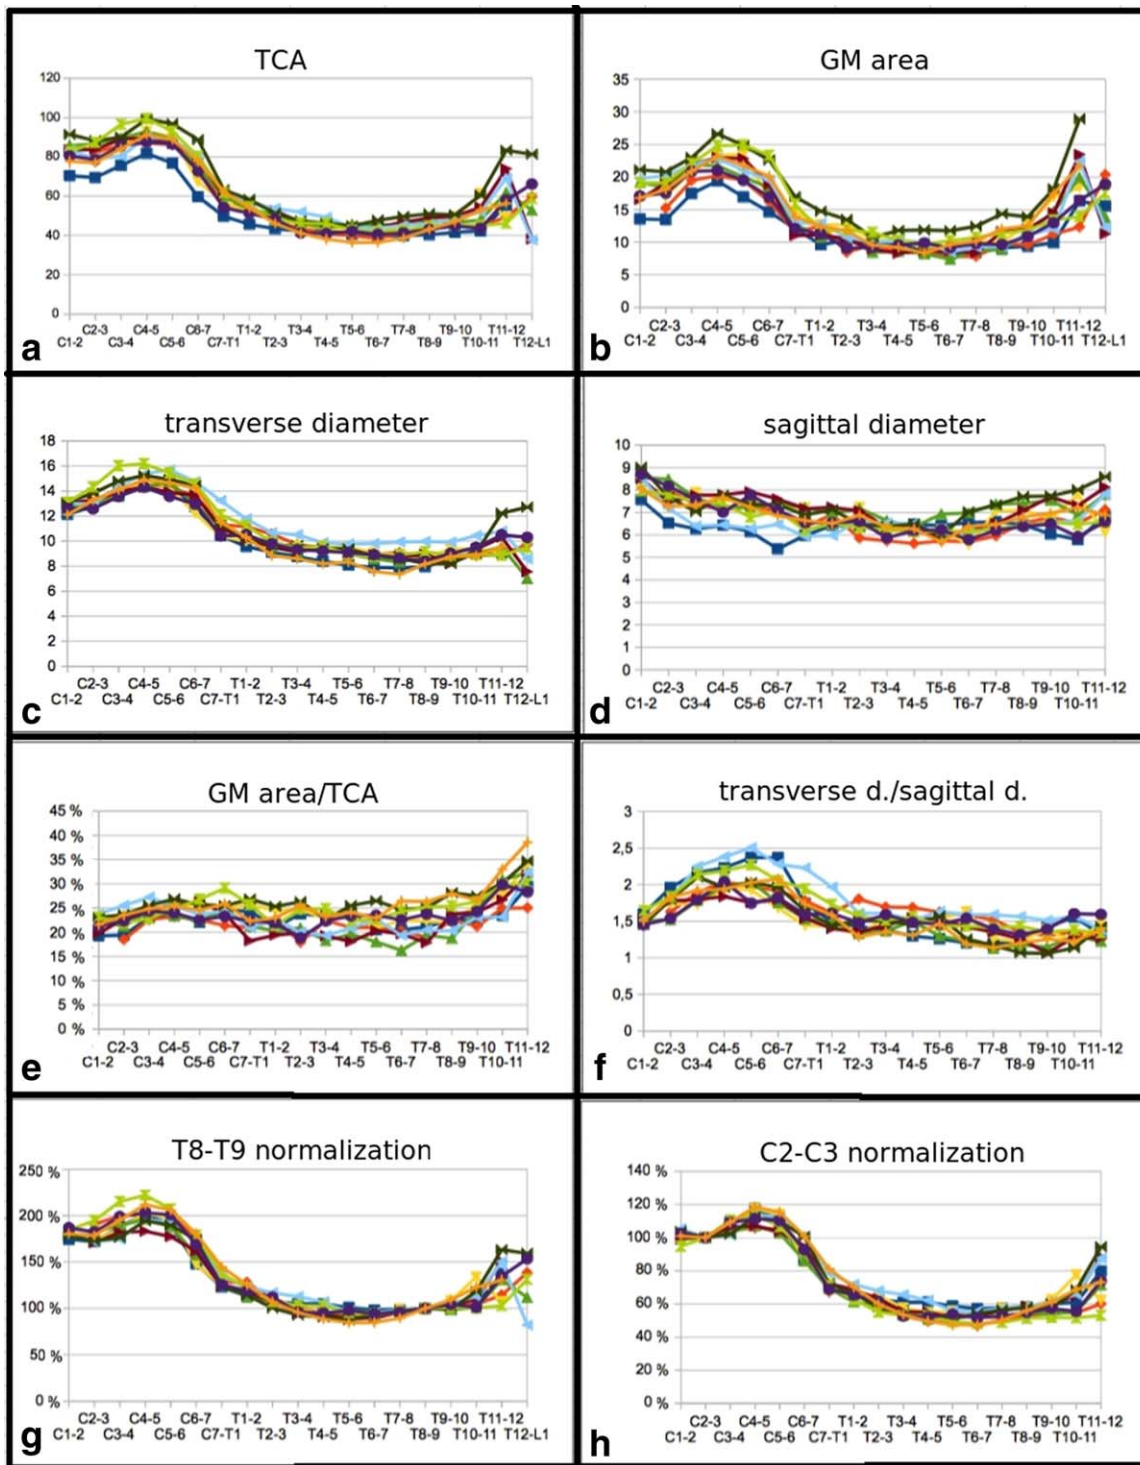 TCA
120
100
80
60
40
20
0
C2-3 C4-5 C6-7 T1-2 T3-4 T5-6 T7-8 T9-10 T11-12
C1-2 C3-4 C5-6 C7-T1 T2-3 T4-5 T6-7 T8-9 T10-11 T12-L1
a
GM area
35
30
25
20
15
10
5
0
C2-3 C4-5 C6-7 T1-2 T3-4 T5-6 T7-8 T9-10 T11-12
C1-2 C3-4 C5-6 C7-T1 T2-3 T4-5 T6-7 T8-9 T10-11 T12-L1
b
transverse diameter
18
16
14
12
10
8
6
4
2
0
C2-3 C4-5 C6-7 T1-2 T3-4 T5-6 T7-8 T9-10 T11-12
C1-2 C3-4 C5-6 C7-T1 T2-3 T4-5 T6-7 T8-9 T10-11 T12-L1
c
sagittal diameter
10
9
8
7
6
5
4
3
2
1
0
C2-3 C4-5 C6-7 T1-2 T3-4 T5-6 T7-8 T9-10 T11-12
C1-2 C3-4 C5-6 C7-T1 T2-3 T4-5 T6-7 T8-9 T10-11
d
GM area/TCA
45 %
40 %
35 %
30 %
25 %
20 %
15 %
10 %
5 %
0 %
C2-3 C4-5 C6-7 T1-2 T3-4 T5-6 T7-8 T9-10 T11-12
C1-2 C3-4 C5-6 C7-T1 T2-3 T4-5 T6-7 T8-9 T10-11
e
transverse d./sagittal d.
3
2,5
2
1,5
1
0,5
0
C2-3 C4-5 C6-7 T1-2 T3-4 T5-6 T7-8 T9-10 T11-12
C1-2 C3-4 C5-6 C7-T1 T2-3 T4-5 T6-7 T8-9 T10-11
f
T8-T9 normalization
250 %
200 %
150 %
100 %
50 %
0 %
C2-3 C4-5 C6-7 T1-2 T3-4 T5-6 T7-8 T9-10 T11-12
C1-2 C3-4 C5-6 C7-T1 T2-3 T4-5 T6-7 T8-9 T10-11 T12-L1
g
C2-C3 normalization
140 %
120 %
100 %
80 %
60 %
40 %
20 %
0 %
C2-3 C4-5 C6-7 T1-2 T3-4 T5-6 T7-8 T9-10 T11-12
C1-2 C3-4 C5-6 C7-T1 T2-3 T4-5 T6-7 T8-9 T10-11
h